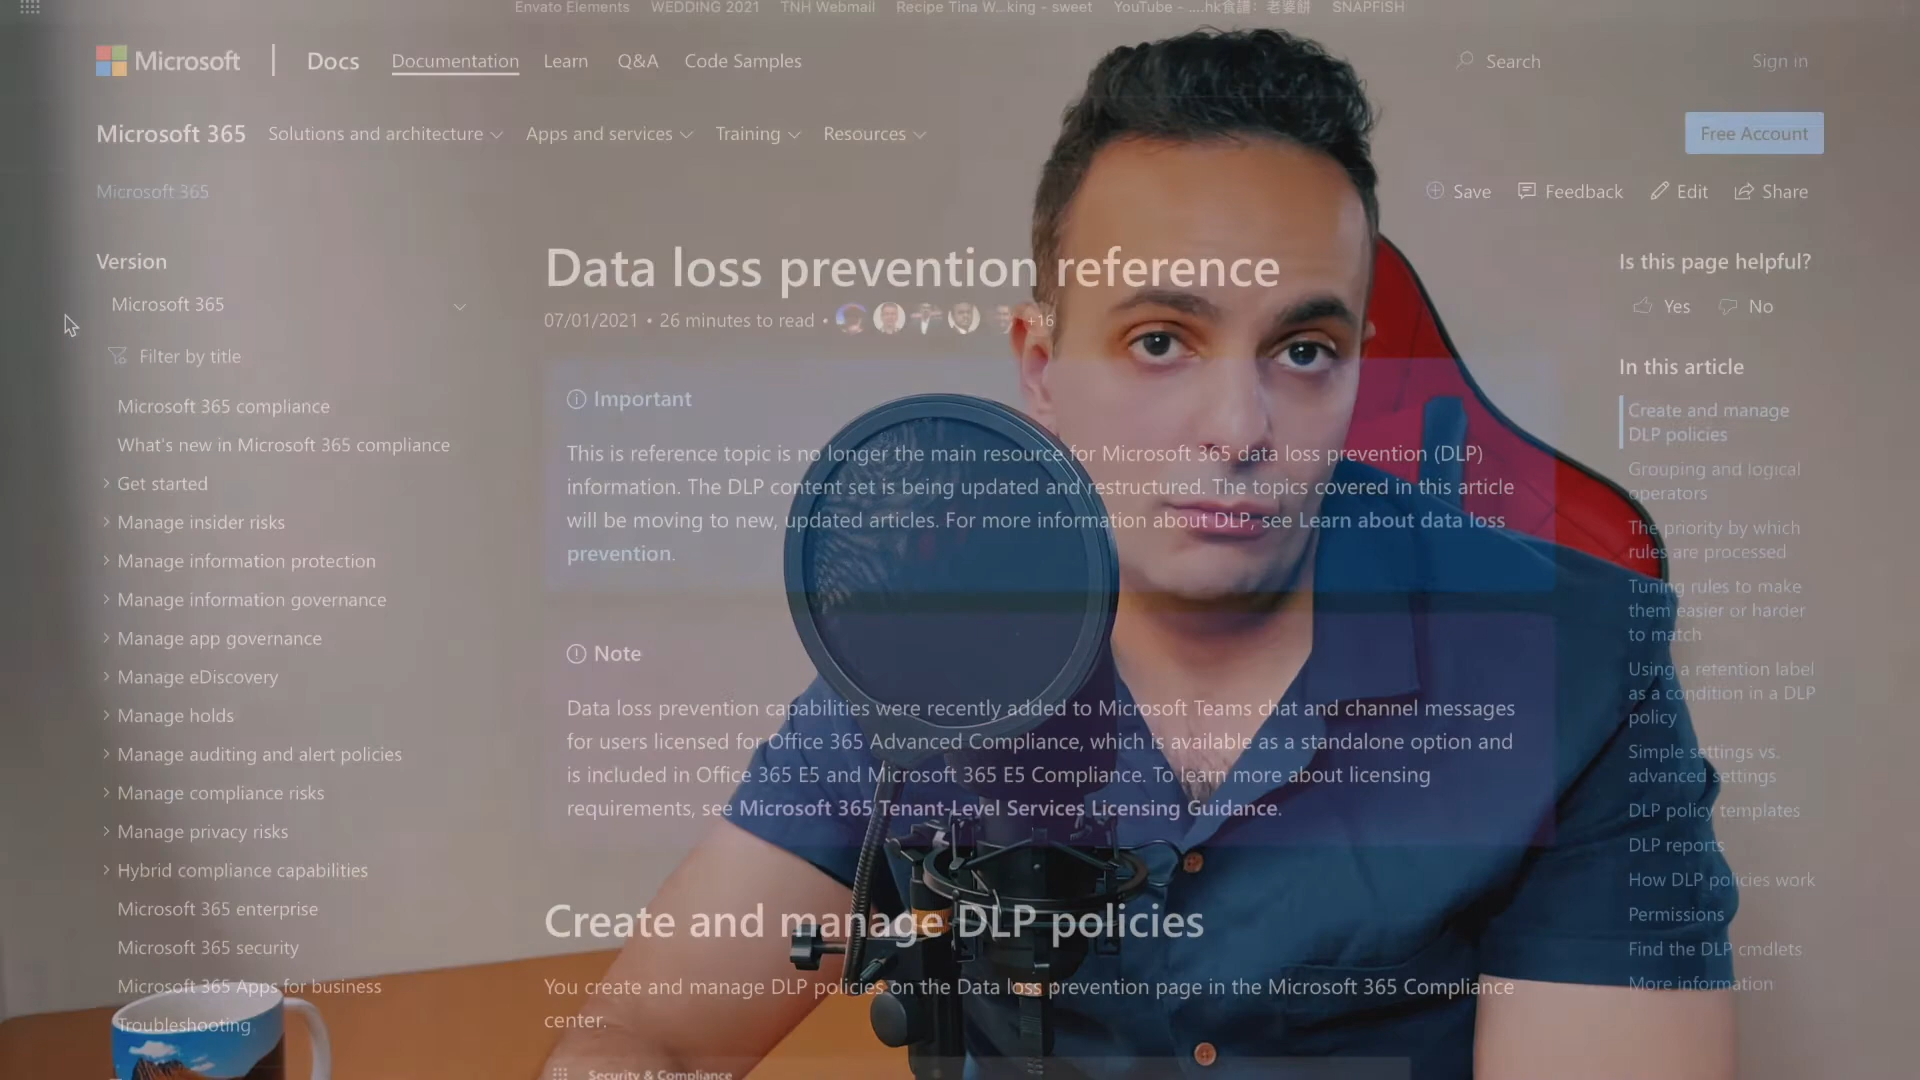 Envato Elements WEDDING 2021 TNH Webmail Recipe Tina W...king - sweet YouTube - ....hk食譜：老婆餅 SNAPFISH
Microsoft Docs Documentation Learn Q&A Code Samples Search Sign in
Microsoft 365 Solutions and architecture Apps and services Training Resources Free Account
Microsoft 365 Save Feedback Edit Share
Version
Microsoft 365
Filter by title
Microsoft 365 compliance
What's new in Microsoft 365 compliance
Get started
Manage insider risks
Manage information protection
Manage information governance
Manage app governance
Manage eDiscovery
Manage holds
Manage auditing and alert policies
Manage compliance risks
Manage privacy risks
Hybrid compliance capabilities
Microsoft 365 enterprise
Microsoft 365 security
Microsoft 365 Apps for business
Troubleshooting
Data loss prevention reference
07/01/2021 • 26 minutes to read • +16
Important
This is reference topic is no longer the main resource for Microsoft 365 data loss prevention (DLP)
information. The DLP content set is being updated and restructured. The topics covered in this article
will be moving to new, updated articles. For more information about DLP, see Learn about data loss
prevention.
Note
Data loss prevention capabilities were recently added to Microsoft Teams chat and channel messages
for users licensed for Office 365 Advanced Compliance, which is available as a standalone option and
is included in Office 365 E5 and Microsoft 365 E5 Compliance. To learn more about licensing
requirements, see Microsoft 365 Tenant-Level Services Licensing Guidance.
Create and manage DLP policies
You create and manage DLP policies on the Data loss prevention page in the Microsoft 365 Compliance
center.
Security & Compliance
Is this page helpful?
Yes No
In this article
Create and manage
DLP policies
Grouping and logical
operators
The priority by which
rules are processed
Tuning rules to make
them easier or harder
to match
Using a retention label
as a condition in a DLP
policy
Simple settings vs.
advanced settings
DLP policy templates
DLP reports
How DLP policies work
Permissions
Find the DLP cmdlets
More information